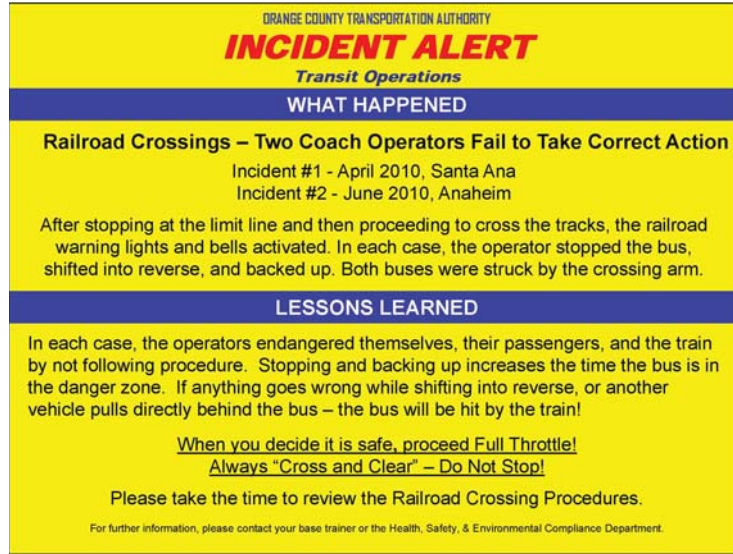 ORANGE COUNTY TRANSPORTATION AUTHORITY
INCIDENT ALERT
Transit Operations
WHAT HAPPENED
Railroad Crossings – Two Coach Operators Fail to Take Correct Action
Incident #1 - April 2010, Santa Ana
Incident #2 - June 2010, Anaheim
After stopping at the limit line and then proceeding to cross the tracks, the railroad
warning lights and bells activated. In each case, the operator stopped the bus,
shifted into reverse, and backed up. Both buses were struck by the crossing arm.
LESSONS LEARNED
In each case, the operators endangered themselves, their passengers, and the train
by not following procedure. Stopping and backing up increases the time the bus is in
the danger zone. If anything goes wrong while shifting into reverse, or another
vehicle pulls directly behind the bus – the bus will be hit by the train!
When you decide it is safe, proceed Full Throttle!
Always “Cross and Clear” – Do Not Stop!
Please take the time to review the Railroad Crossing Procedures.
For further information, please contact your base trainer or the Health, Safety, & Environmental Compliance Department.